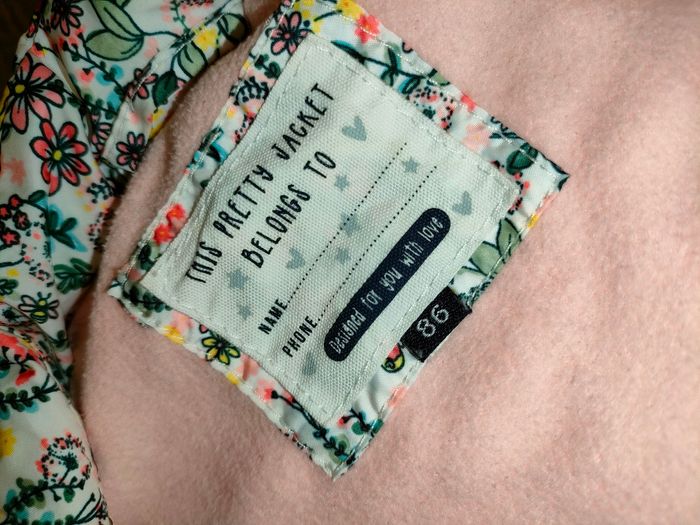 THIS PRETTY JACKET
BELONGS TO
NAME
PHONE
Designed for you with love
86